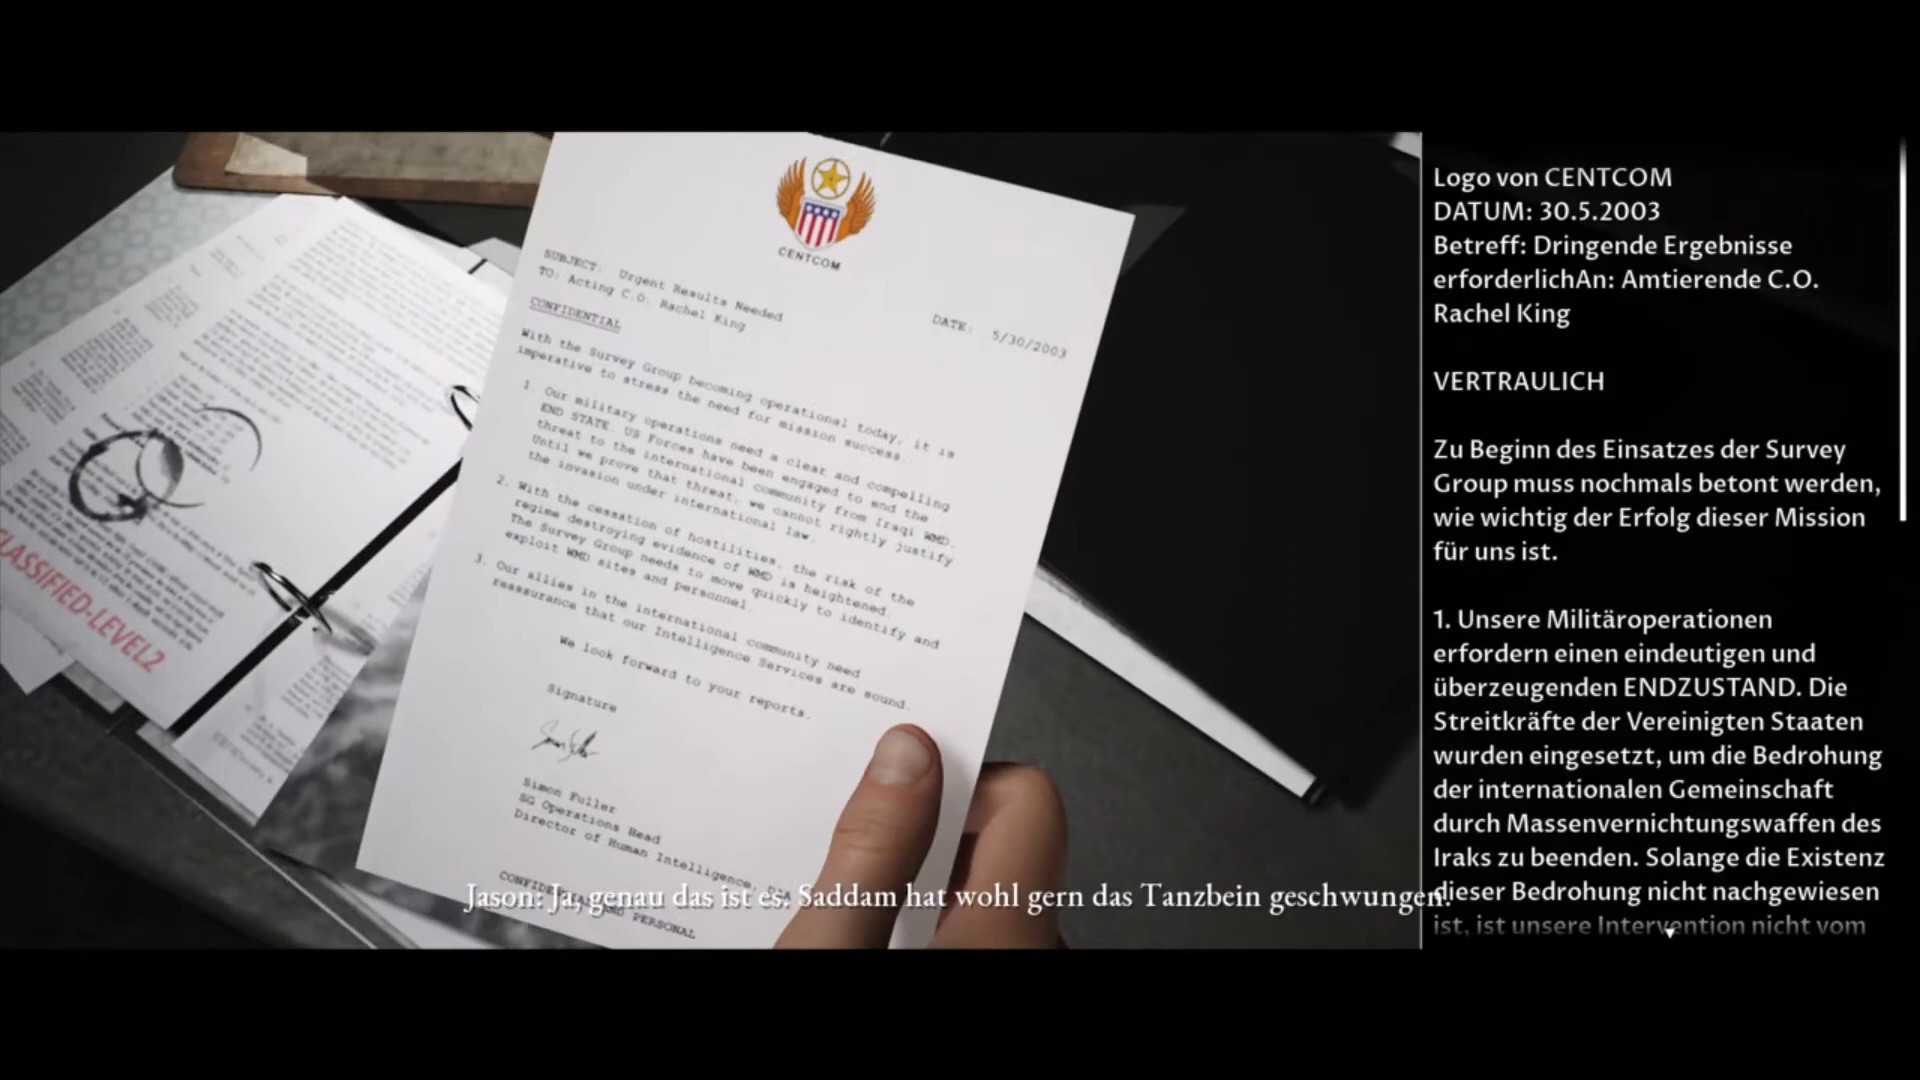 CENTCOM
SUBJECT: Urgent Results Needed
TO: Acting C.O. Rachel King
DATE: 5/30/2003
CONFIDENTIAL
With the Survey Group becoming operational today, it is
imperative to stress the need for mission success.
1. Our military operations need a clear and compelling
END STATE. US Forces have been engaged to end the
threat to the international community from Iraqi WMD.
Until we prove that threat, we cannot rightly justify
the invasion under international law.
2. With the cessation of hostilities, the risk of the
regime destroying evidence of WMD is heightened.
The Survey Group needs to move quickly to identify and
exploit WMD sites and personnel.
3. Our allies in the international community need
reassurance that our Intelligence Services are sound.
We look forward to your reports.
Signature
Simon Fuller
SG Operations Head
Director of Human Intelligence, DIA
PERSONAL
CLASSIFIED-LEVEL2
Jason: Ja, genau das ist es. Saddam hat wohl gern das Tanzbein geschwungen.
Logo von CENTCOM
DATUM: 30.5.2003
Betreff: Dringende Ergebnisse
erforderlichAn: Amtierende C.O.
Rachel King
VERTRAULICH
Zu Beginn des Einsatzes der Survey
Group muss nochmals betont werden,
wie wichtig der Erfolg dieser Mission
für uns ist.
1. Unsere Militäroperationen
erfordern einen eindeutigen und
überzeugenden ENDZUSTAND. Die
Streitkräfte der Vereinigten Staaten
wurden eingesetzt, um die Bedrohung
der internationalen Gemeinschaft
durch Massenvernichtungswaffen des
Iraks zu beenden. Solange die Existenz
dieser Bedrohung nicht nachgewiesen
ist, ist unsere Intervention nicht vom